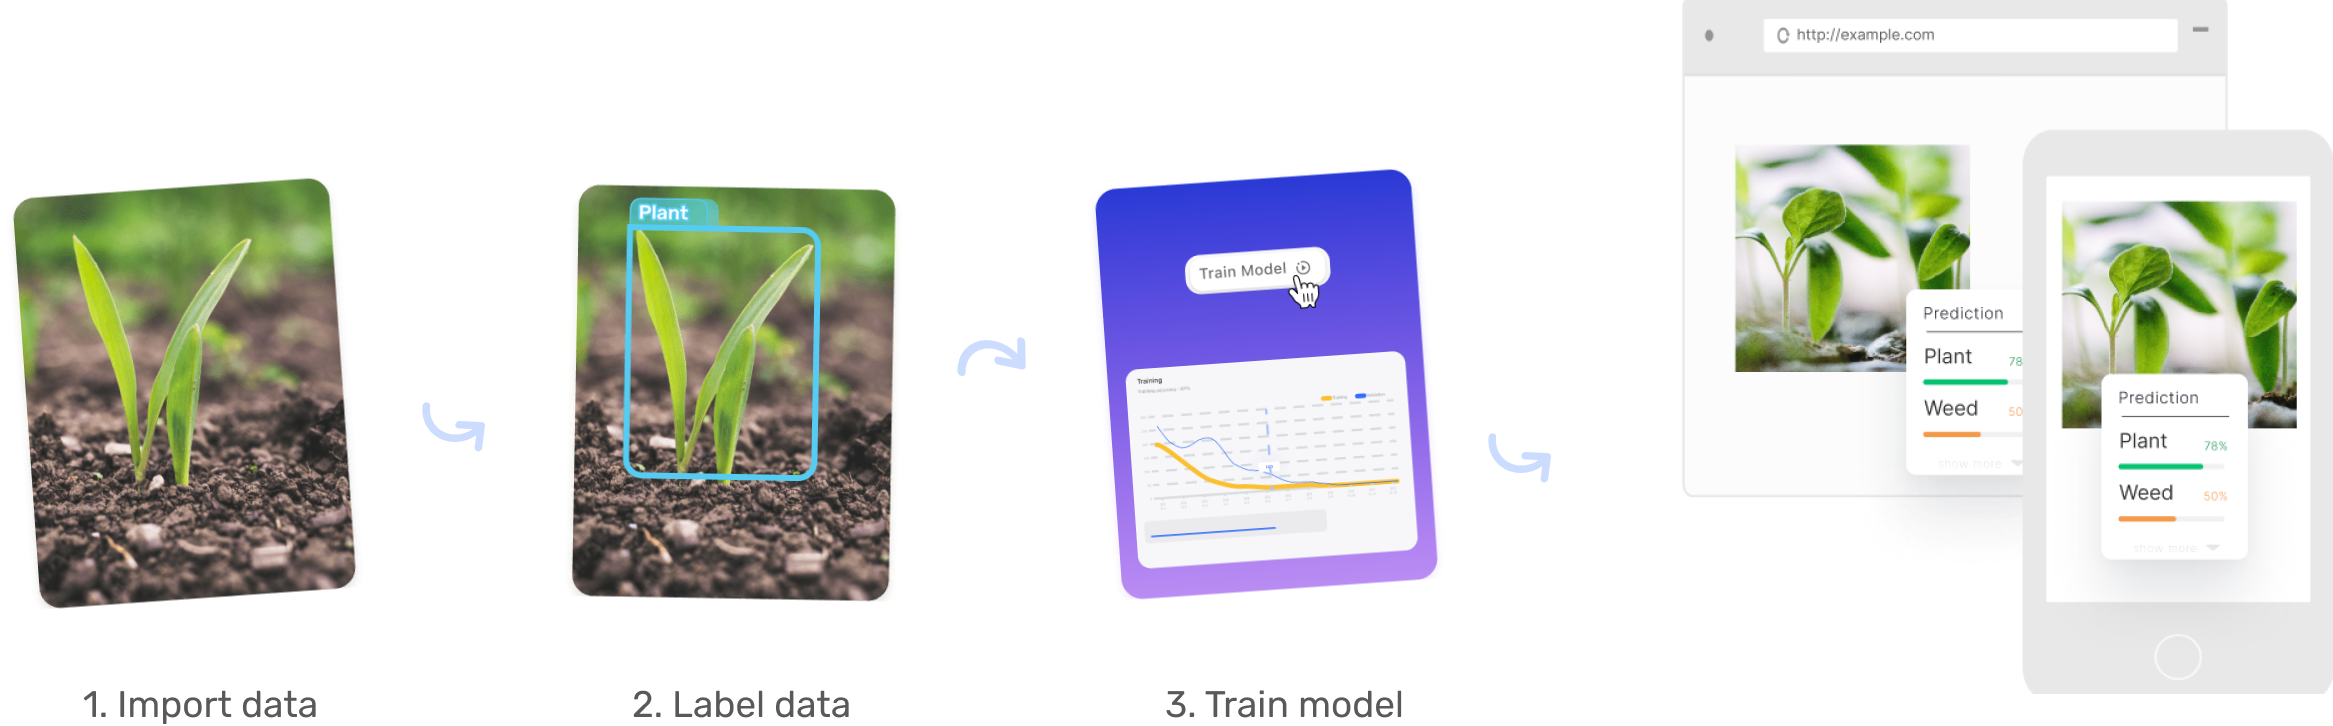 http://example.com
Plant
Train Model
Training
Prediction
Plant 78
Weed 50
show more
Prediction
Plant 78%
Weed 50%
show more
1. Import data
2. Label data
3. Train model